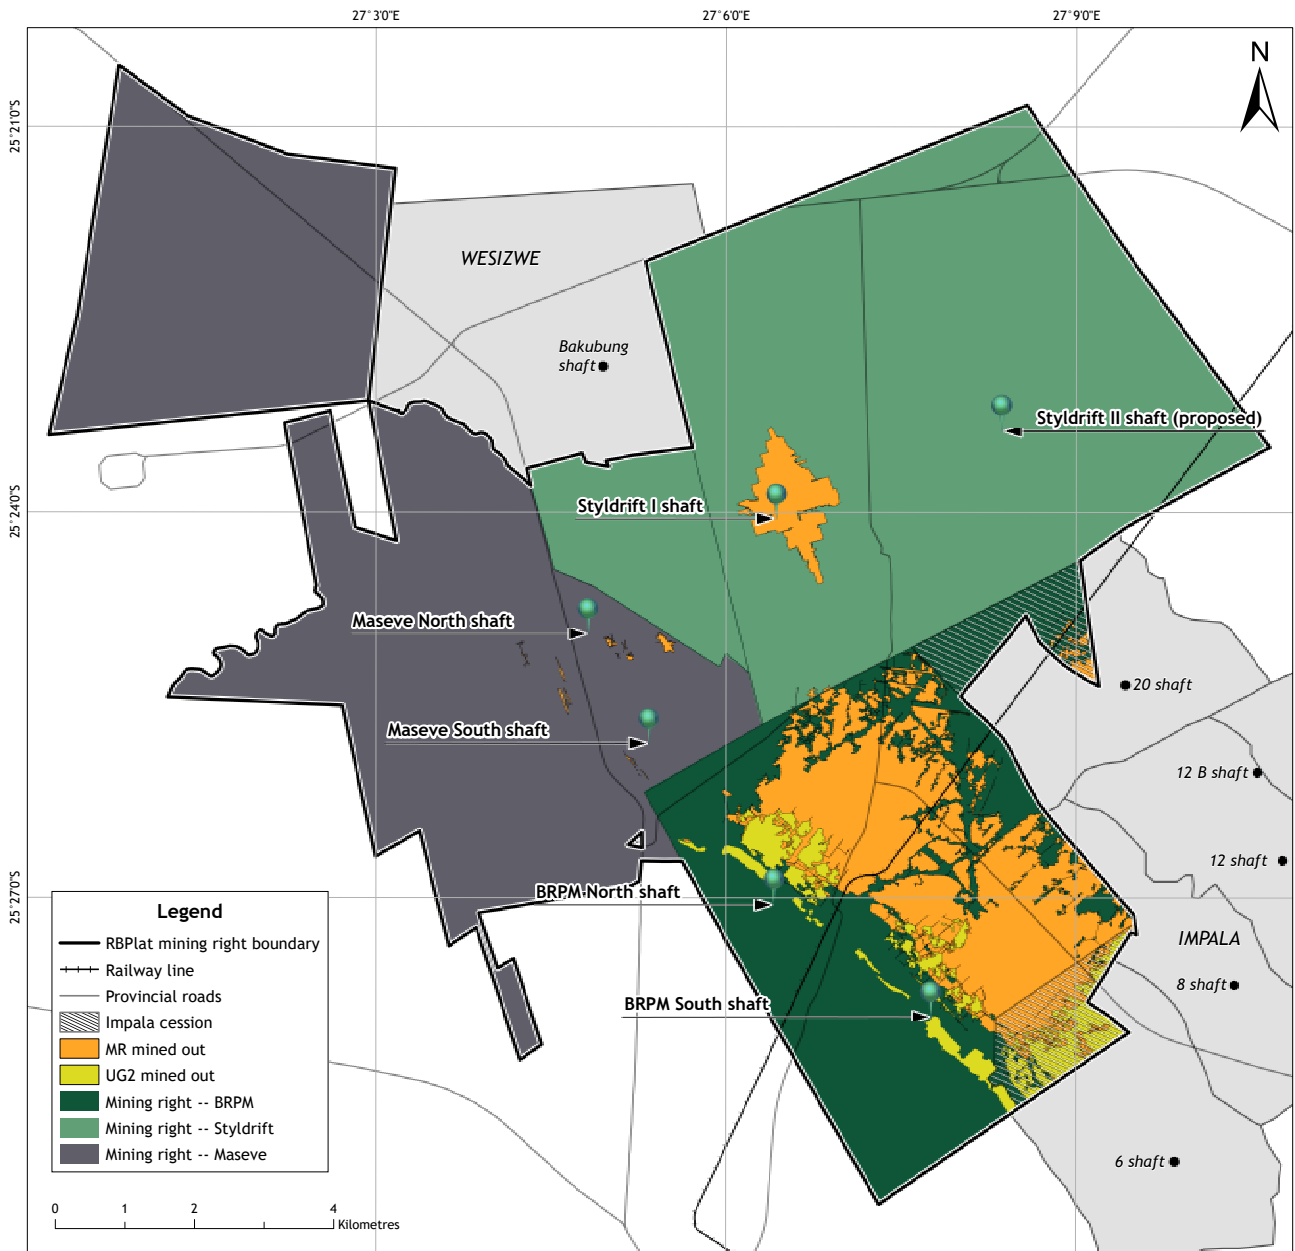 27°3'0"E
27°6'0"E
27°9'0"E
N
25°21'0"S
WESIZWE
Bakubung
shaft
Styldrift II shaft (proposed)
Styldrift I shaft
25°24'0"S
Maseve North shaft
20 shaft
Maseve South shaft
12 B shaft
12 shaft
BRPM North shaft
25°27'0"S
IMPALA
8 shaft
BRPM South shaft
6 shaft
Legend
RBPlat mining right boundary
Railway line
Provincial roads
Impala cession
MR mined out
UG2 mined out
Mining right -- BRPM
Mining right -- Styldrift
Mining right -- Maseve
0 1 2 4
Kilometres